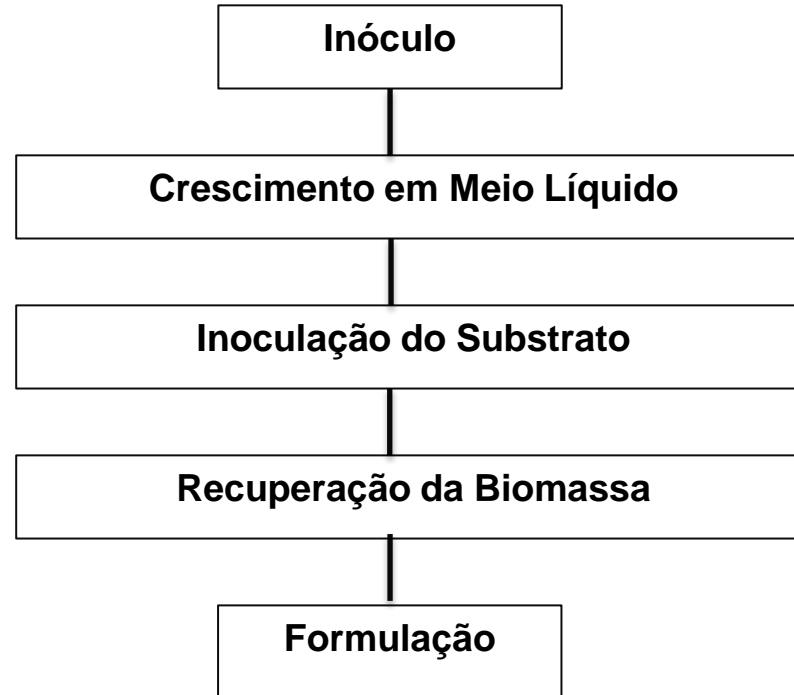 Inóculo
Crescimento em Meio Líquido
Inoculação do Substrato
Recuperação da Biomassa
Formulação